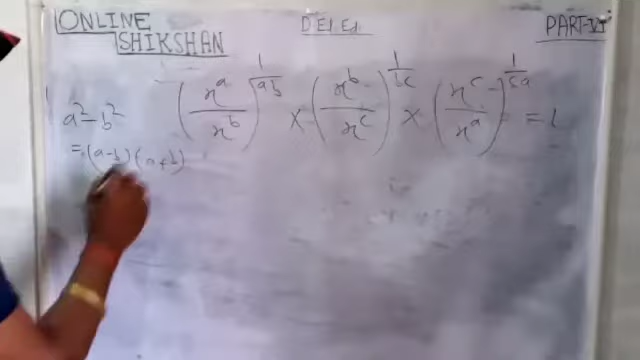 ONLINE SHIKSHAN
D.El.Ed.
PART-VI
(x^a/x^b)^(1/ab) × (x^b/x^c)^(1/bc) × (x^c/x^a)^(1/ca) = 1
a²-b²
=(a-b)(a+b)